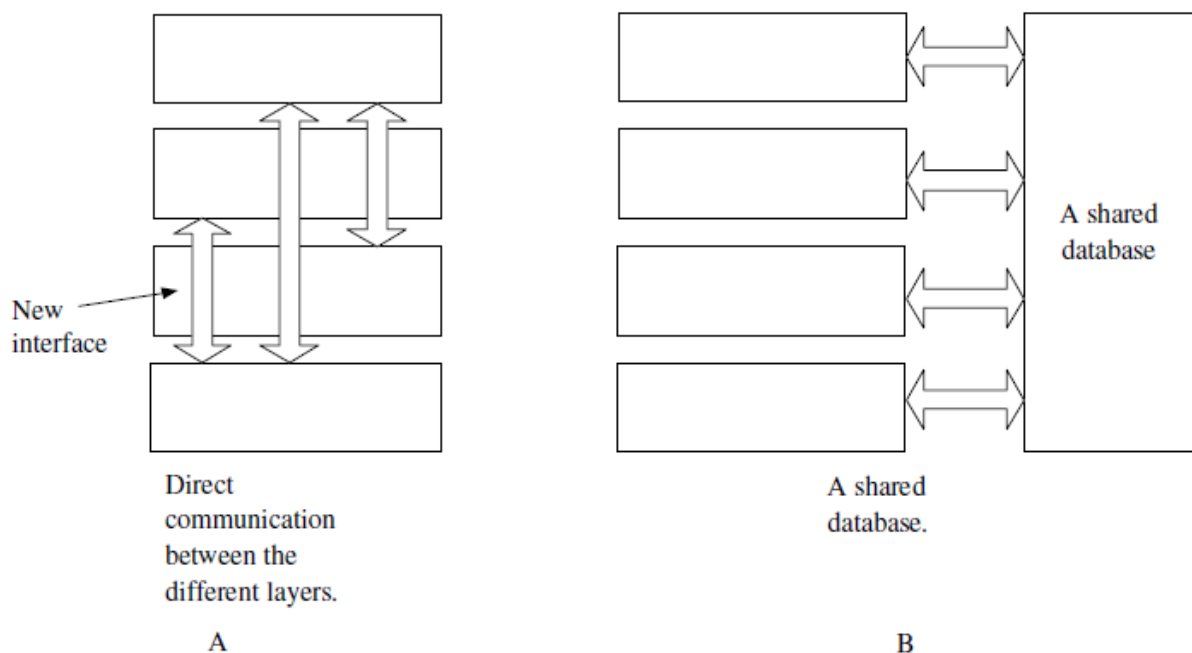 New
interface
Direct
communication
between the
different layers.
A
A shared
database
A shared
database.
B